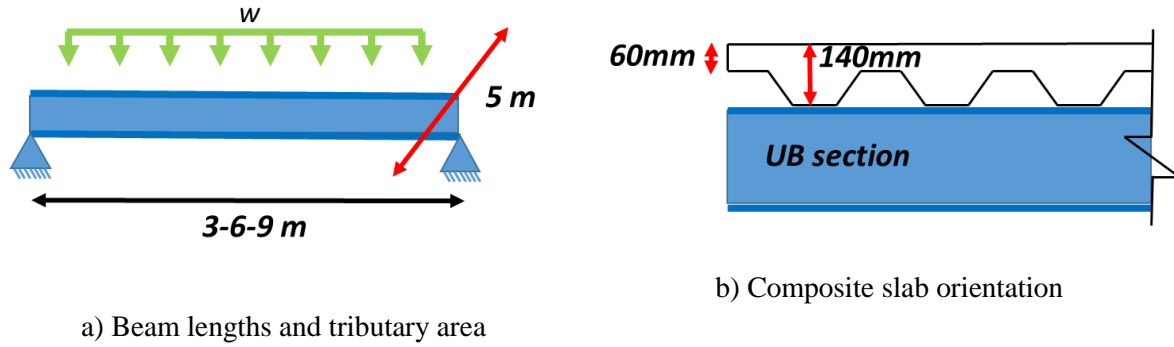 w
5 m
3-6-9 m
a) Beam lengths and tributary area
60mm
140mm
UB section
b) Composite slab orientation